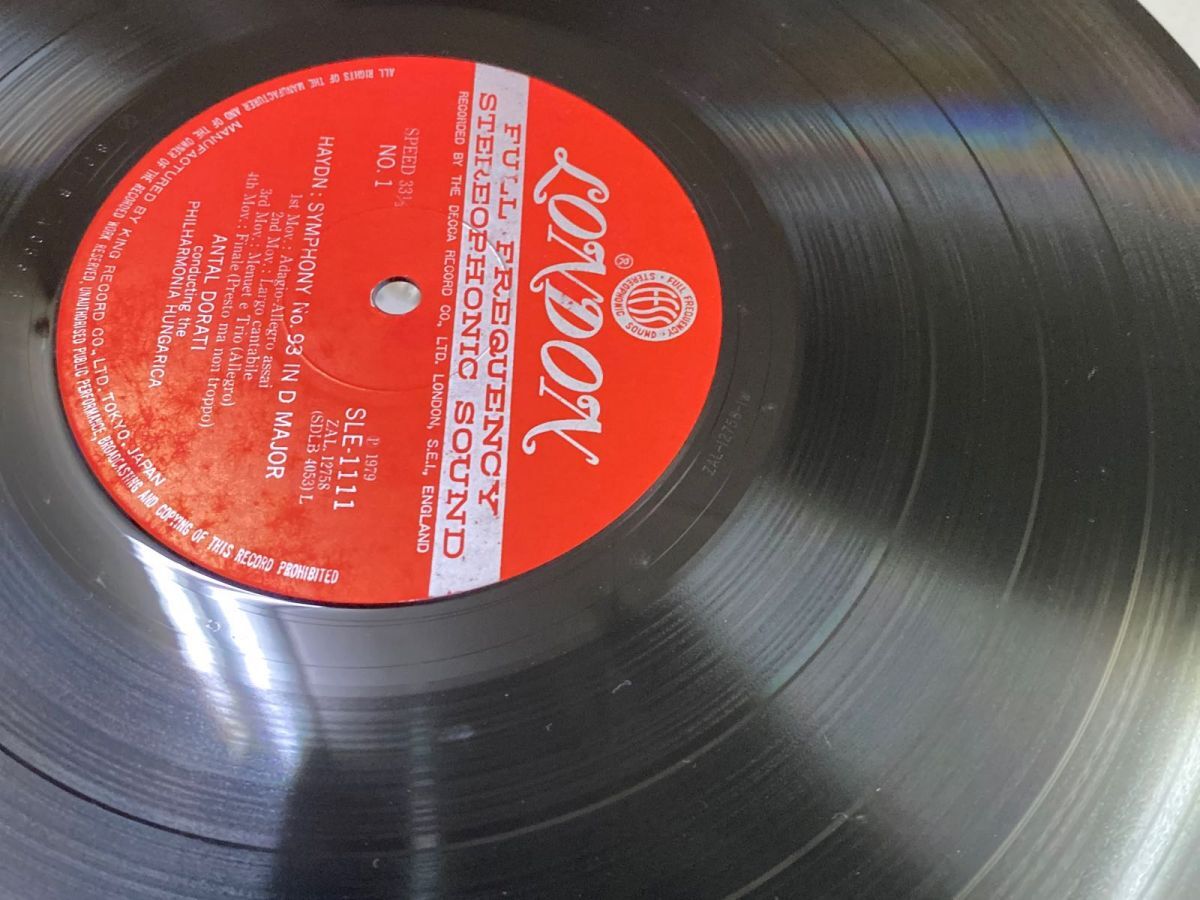 LONDON
®
FULL FREQUENCY
STEREOPHONIC SOUND
FFSS
FULL FREQUENCY
STEREOPHONIC SOUND
RECORDED BY THE DECCA RECORD CO., LTD. LONDON, S.E.I., ENGLAND
SPEED 33⅓
NO. 1
℗ 1979
SLE-1111
ZAL. 12758
(SDLB 4053) L
HAYDN : SYMPHONY No. 93 IN D MAJOR
1st Mov.: Adagio-Allegro assai
2nd Mov.: Largo cantabile
3rd Mov.: Menuet e Trio (Allegro)
4th Mov.: Finale (Presto ma non troppo)
ANTAL DORATI
conducting the
PHILHARMONIA HUNGARICA
MANUFACTURED BY KING RECORD CO., LTD. TOKYO, JAPAN
ALL RIGHTS OF THE MANUFACTURER AND OF THE OWNER OF THE RECORDED WORK RESERVED. UNAUTHORISED PUBLIC PERFORMANCE, BROADCASTING AND COPYING OF THIS RECORD PROHIBITED